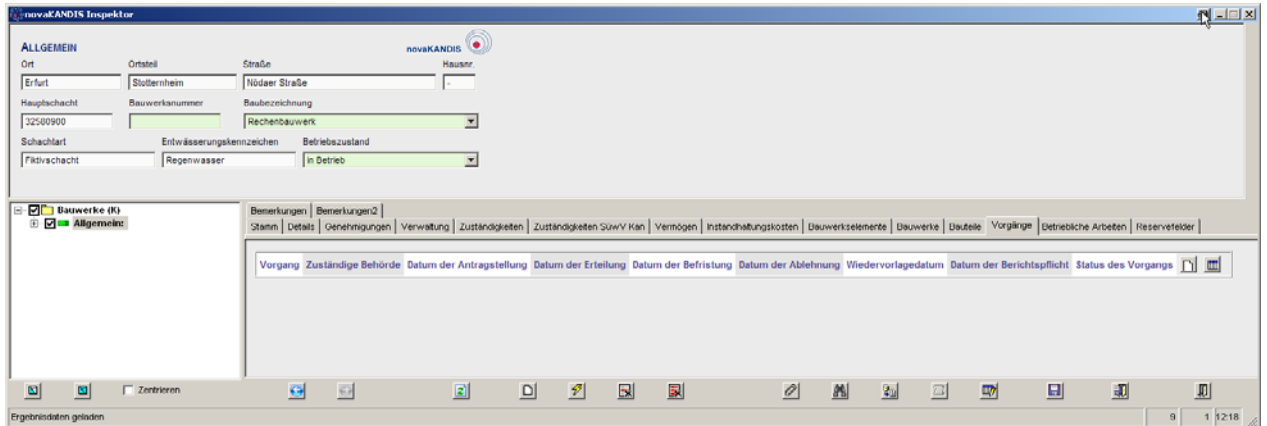 novaKANDIS Inspektor
ALLGEMEIN
novaKANDIS
Ort Ortsteil Straße Hausnr.
Erfurt Stotternheim Nödaer Straße -
Hauptschacht Bauwerksnummer Baubezeichnung
32580900 Rechenbauwerk
Schachtart Entwässerungskennzeichen Betriebszustand
Fiktivschacht Regenwasser in Betrieb
Bauwerke (K)
Allgemein:
Bemerkungen Bemerkungen2
Stamm Details Genehmigungen Verwaltung Zuständigkeiten Zuständigkeiten SüwV Kan Vermögen Instandhaltungskosten Bauwerkselemente Bauwerke Bauteile Vorgänge Betriebliche Arbeiten Reservefelder
Vorgang Zuständige Behörde Datum der Antragstellung Datum der Erteilung Datum der Befristung Datum der Ablehnung Wiedervorlagedatum Datum der Berichtspflicht Status des Vorgangs
Zentrieren
Ergebnisdaten geladen 9 1 12:18